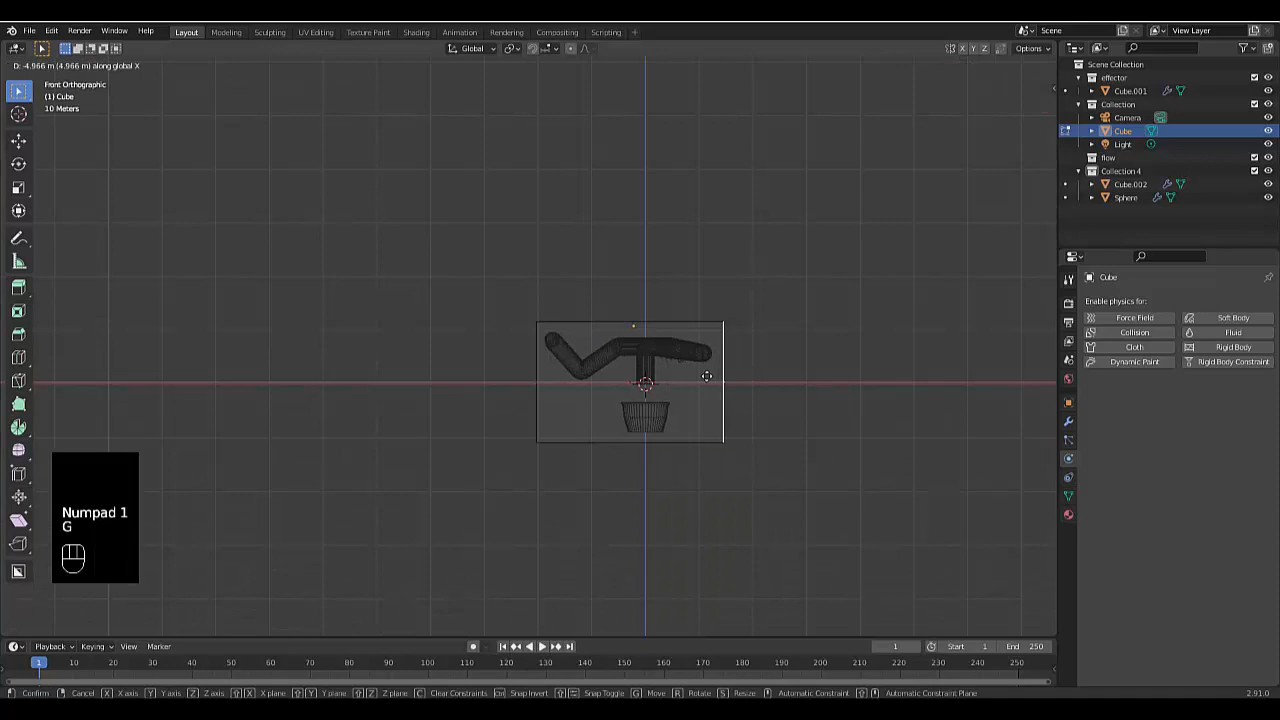 File Edit Render Window Help Layout Modeling Sculpting UV Editing Texture Paint Shading Animation Rendering Compositing Scripting + Scene View Layer
Global X Y Z Options
D: -4.966 m (4.966 m) along global X
Front Orthographic
(1) Cube
10 Meters
Scene Collection
effector
Cube.001
Collection
Camera
Cube
Light
flow
Collection 4
Cube.002
Sphere
Cube
Enable physics for:
Force Field Soft Body
Collision Fluid
Cloth Rigid Body
Dynamic Paint Rigid Body Constraint
Numpad 1
G
Playback Keying View Marker 1 Start 1 End 250
1 10 20 30 40 50 60 70 80 90 100 110 120 130 140 150 160 170 180 190 200 210 220 230 240 250
Confirm Cancel X X axis Y Y axis Z Z axis X X plane Y Y plane Z Z plane C Clear Constraints Snap Invert Snap Toggle G Move R Rotate S Resize Automatic Constraint Automatic Constraint Plane 2.91.0